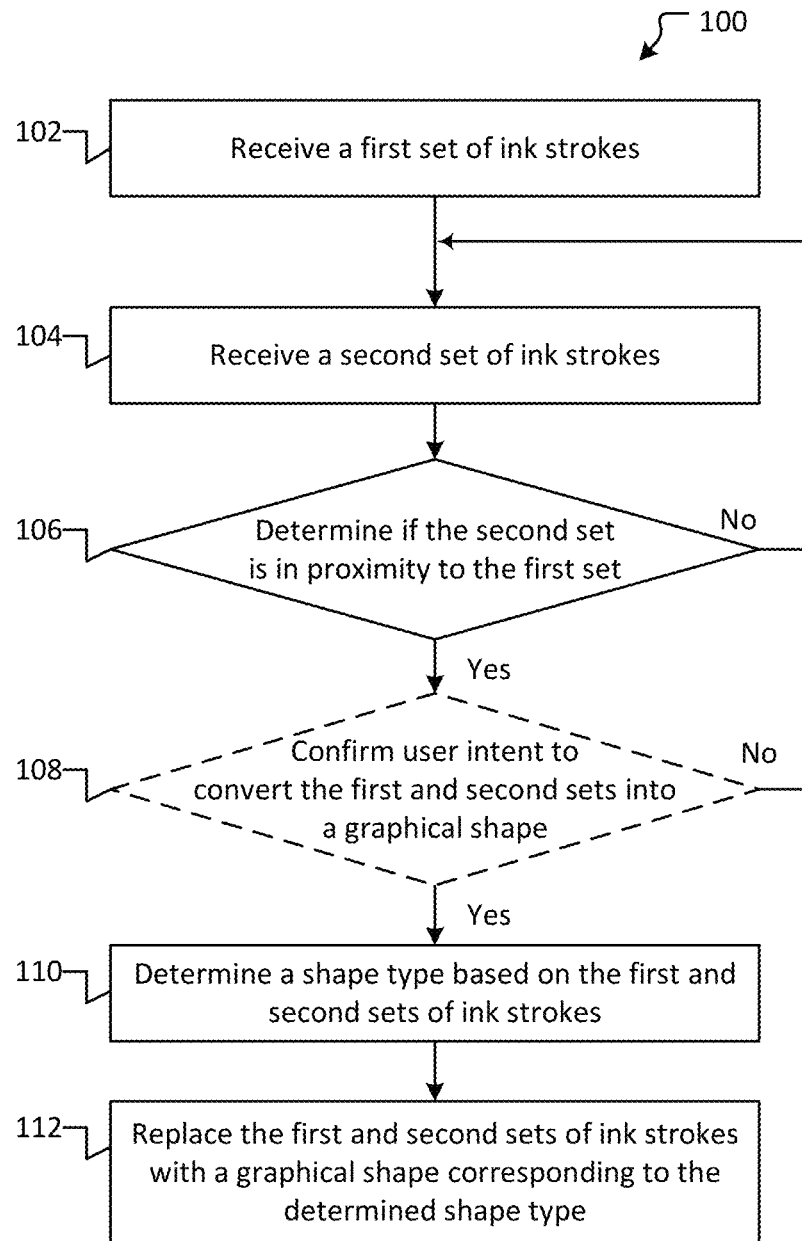 100
102
Receive a first set of ink strokes
104
Receive a second set of ink strokes
106
Determine if the second set
is in proximity to the first set
No
Yes
108
Confirm user intent to
convert the first and second sets into
a graphical shape
No
Yes
110
Determine a shape type based on the first and
second sets of ink strokes
112
Replace the first and second sets of ink strokes
with a graphical shape corresponding to the
determined shape type